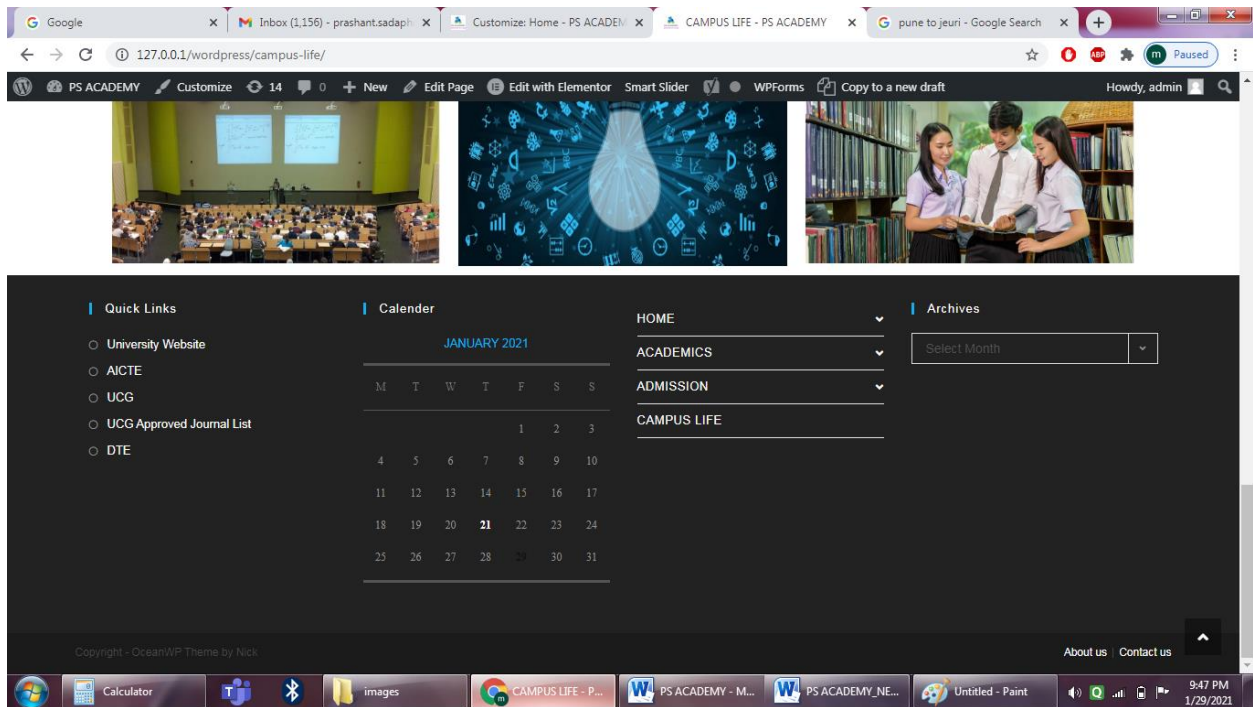 Google
Inbox (1,156) - prashant.sadaph
Customize: Home - PS ACADEM
CAMPUS LIFE - PS ACADEMY
pune to jeuri - Google Search
127.0.0.1/wordpress/campus-life/
ABP
m Paused
PS ACADEMY Customize 14 0 New Edit Page Edit with Elementor Smart Slider WPForms Copy to a new draft Howdy, admin
Quick Links
University Website
AICTE
UCG
UCG Approved Journal List
DTE
Calender
JANUARY 2021
M T W T F S S
1 2 3
4 5 6 7 8 9 10
11 12 13 14 15 16 17
18 19 20 21 22 23 24
25 26 27 28 29 30 31
HOME
ACADEMICS
ADMISSION
CAMPUS LIFE
Archives
Select Month
Copyright - OceanWP Theme by Nick
About us | Contact us
Calculator
images
CAMPUS LIFE - P...
PS ACADEMY - M...
PS ACADEMY_NE...
Untitled - Paint
9:47 PM
1/29/2021